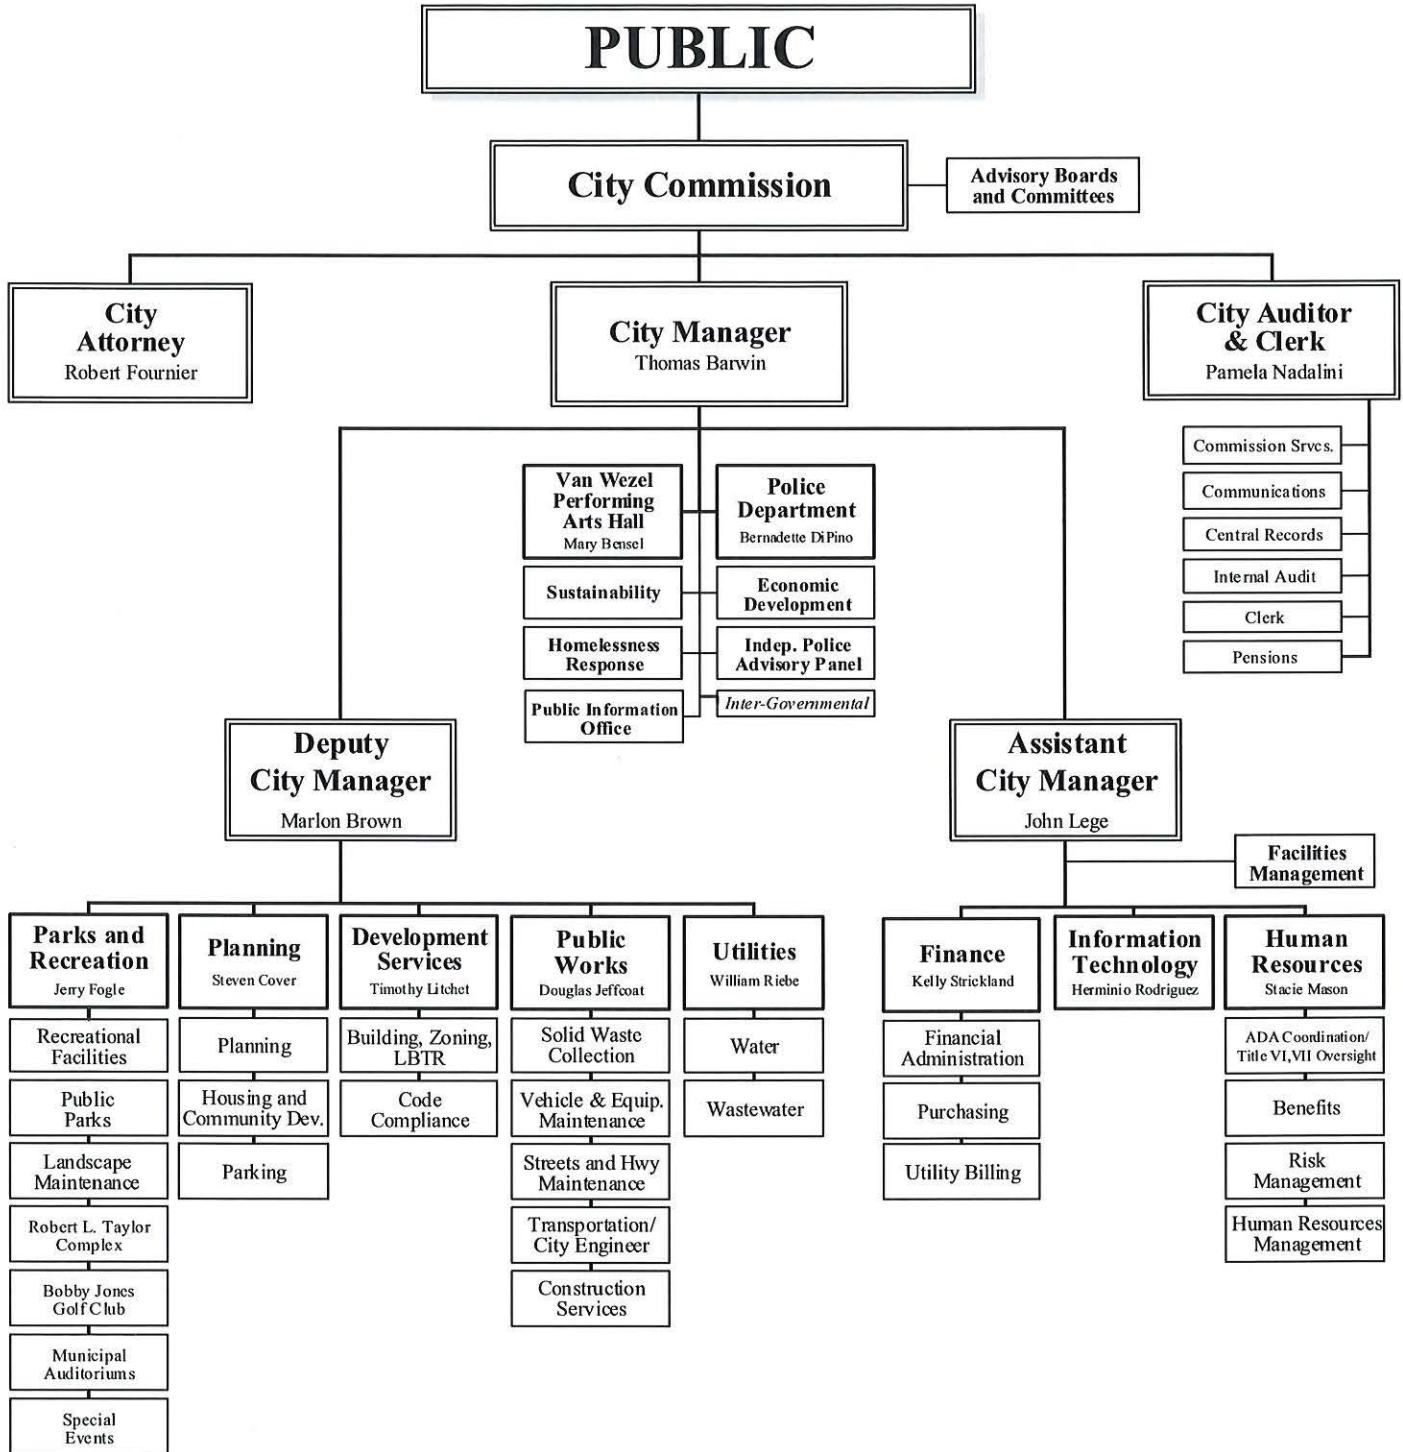 PUBLIC
City Commission
Advisory Boards
and Committees
City
Attorney
Robert Fournier
City Manager
Thomas Barwin
City Auditor
& Clerk
Pamela Nadalini
Commission Srvcs.
Communications
Central Records
Internal Audit
Clerk
Pensions
Van Wezel
Performing
Arts Hall
Mary Bensel
Police
Department
Bernadette DiPino
Sustainability
Economic
Development
Homelessness
Response
Indep. Police
Advisory Panel
Public Information
Office
Inter-Governmental
Deputy
City Manager
Marlon Brown
Assistant
City Manager
John Lege
Facilities
Management
Parks and
Recreation
Jerry Fogle
Recreational
Facilities
Public
Parks
Landscape
Maintenance
Robert L. Taylor
Complex
Bobby Jones
Golf Club
Municipal
Auditoriums
Special
Events
Planning
Steven Cover
Planning
Housing and
Community Dev.
Parking
Development
Services
Timothy Litchet
Building, Zoning,
LBTR
Code
Compliance
Public
Works
Douglas Jeffcoat
Solid Waste
Collection
Vehicle & Equip.
Maintenance
Streets and Hwy
Maintenance
Transportation/
City Engineer
Construction
Services
Utilities
William Riebe
Water
Wastewater
Finance
Kelly Strickland
Financial
Administration
Purchasing
Utility Billing
Information
Technology
Herminio Rodriguez
Human
Resources
Stacie Mason
ADA Coordination/
Title VI,VII Oversight
Benefits
Risk
Management
Human Resources
Management